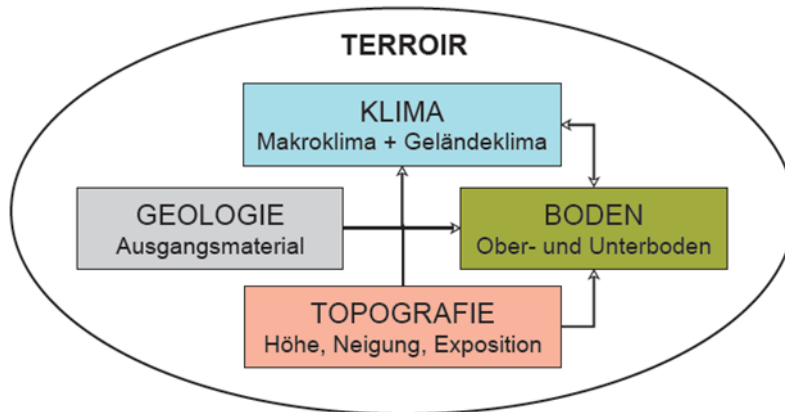 TERROIR
KLIMA
Makroklima + Geländeklima
GEOLOGIE
Ausgangsmaterial
BODEN
Ober- und Unterboden
TOPOGRAFIE
Höhe, Neigung, Exposition